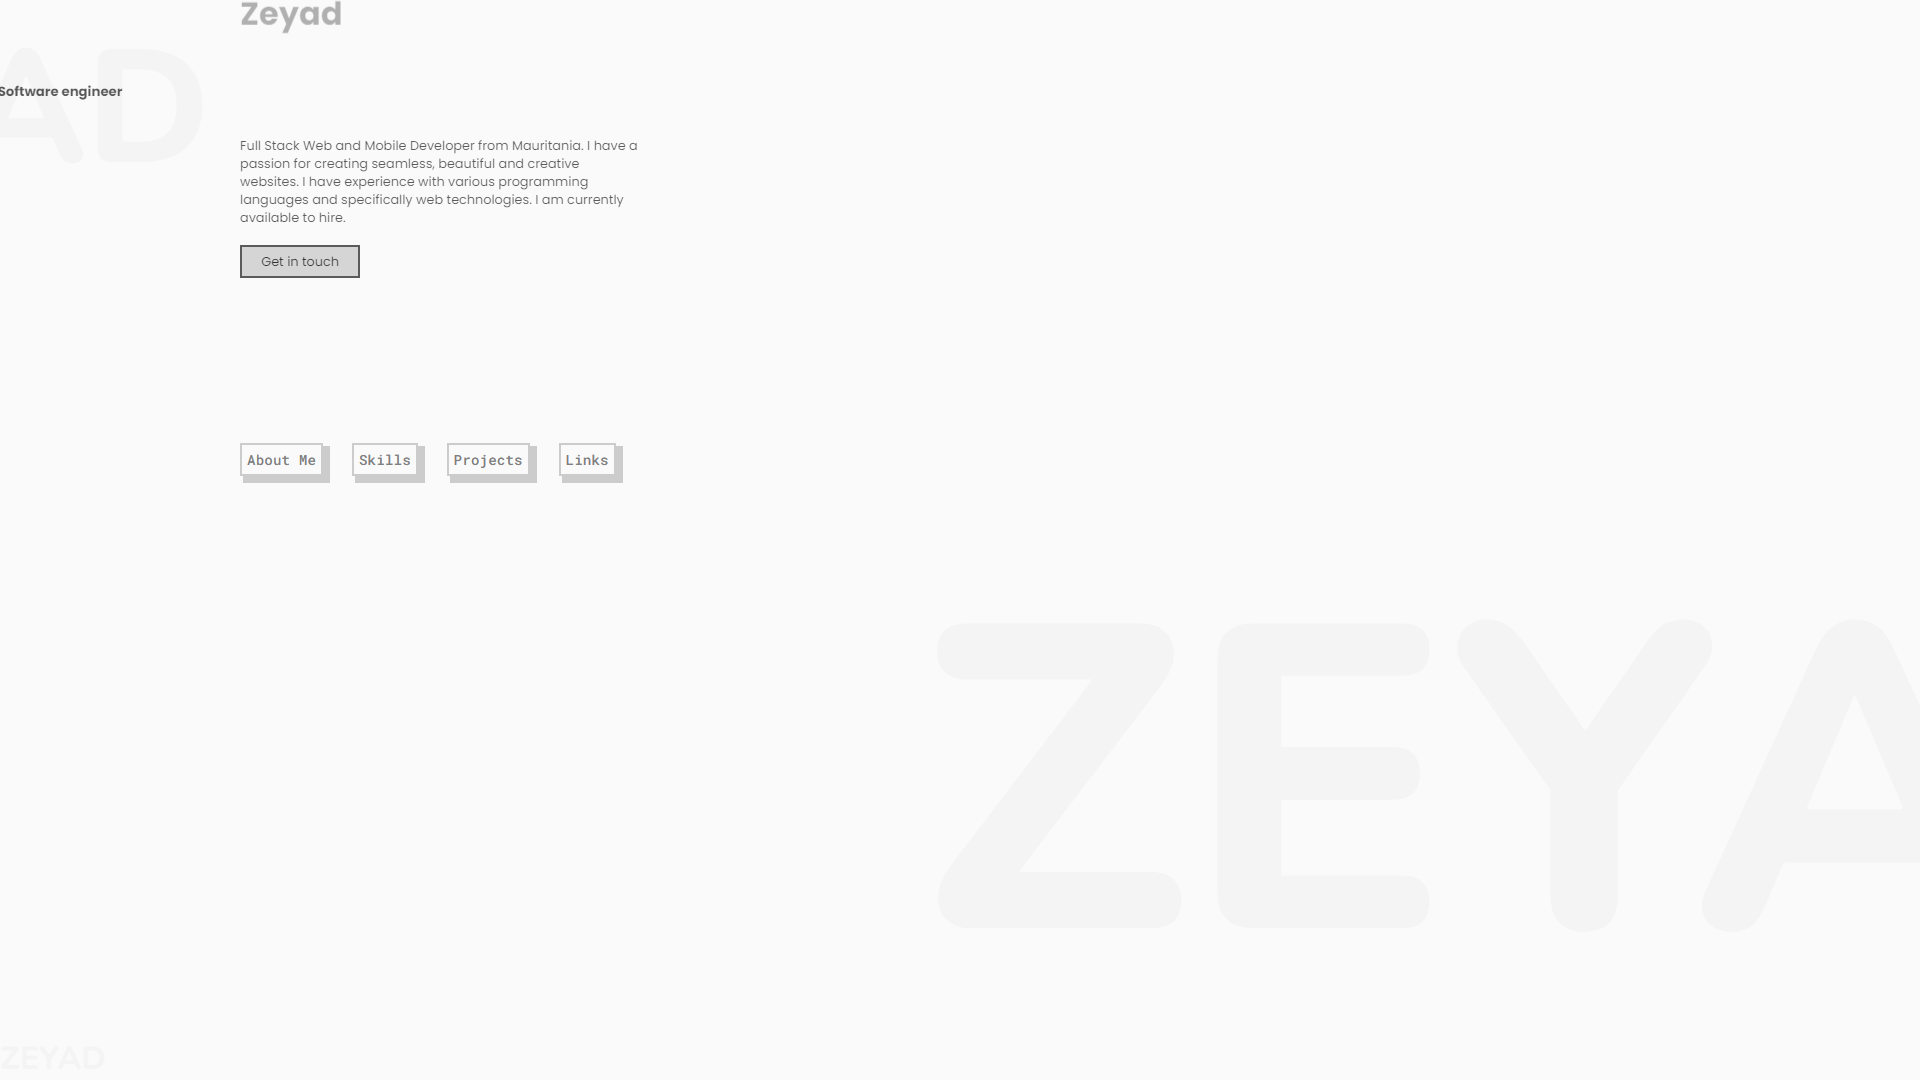 Zeyad
AD
Software engineer
Full Stack Web and Mobile Developer from Mauritania. I have a
passion for creating seamless, beautiful and creative
websites. I have experience with various programming
languages and specifically web technologies. I am currently
available to hire.
Get in touch
About Me
Skills
Projects
Links
ZEYA
ZEYAD